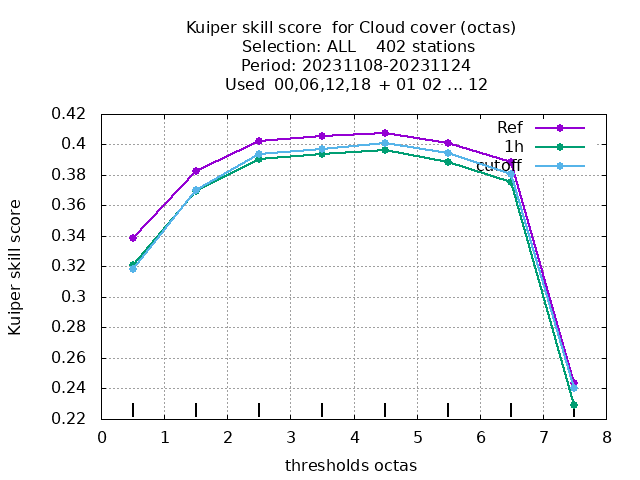 Kuiper skill score  for Cloud cover (octas)
Selection: ALL    402 stations
Period: 20231108-20231124
Used  00,06,12,18  + 01 02 ... 12
Ref
1h
cutoff
0.42
0.4
0.38
0.36
0.34
0.32
0.3
0.28
0.26
0.24
0.22
Kuiper skill score
0 1 2 3 4 5 6 7 8
thresholds octas